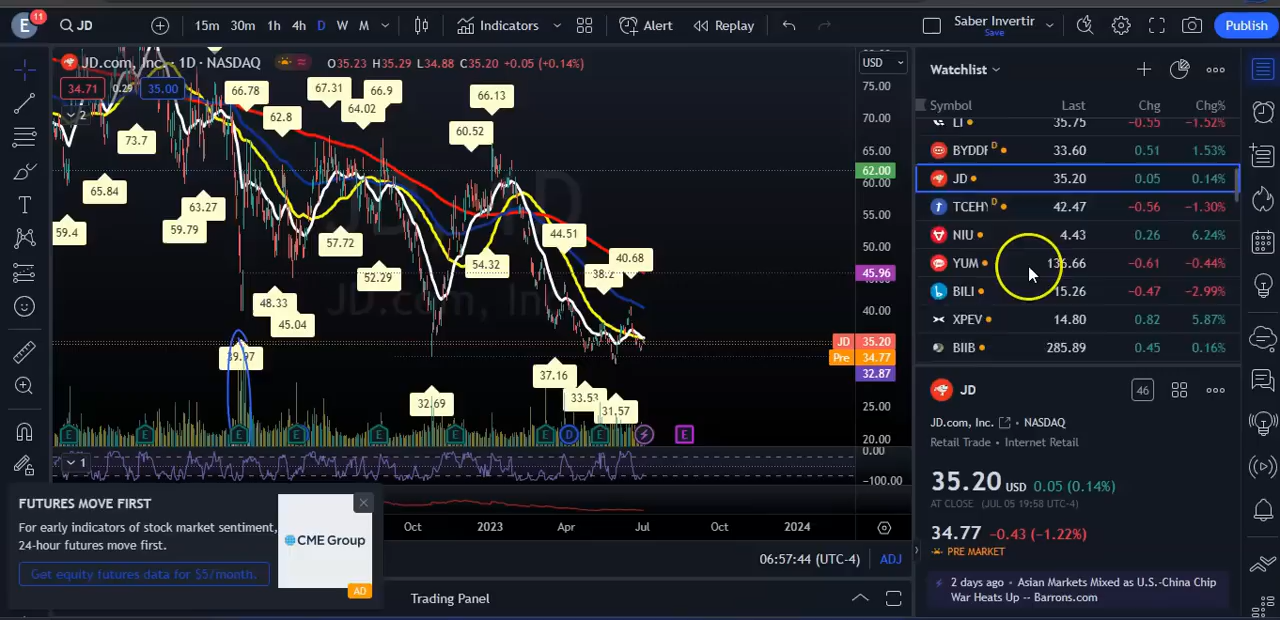 E 11 JD 15m 30m 1h 4h D W M Indicators Alert Replay Saber Invertir Save Publish
JD.com, Inc. · 1D · NASDAQ O35.23 H35.29 L34.88 C35.20 +0.05 (+0.14%)
34.71 0.29 35.00
2
USD
75.00
70.00
65.00
62.00
60.00
55.00
50.00
45.96
40.00
JD 35.20
Pre 34.77
32.87
25.00
20.00
0.00
-100.00
73.7
66.78
62.8
67.31
64.02
66.9
66.13
60.52
65.84
63.27
59.79
59.4
57.72
52.29
54.32
44.51
38.2
40.68
48.33
45.04
39.97
JD.com, Inc.
37.16
33.53
31.57
32.69
E E E E E E E D E E
1
Oct 2023 Apr Jul Oct 2024
FUTURES MOVE FIRST
For early indicators of stock market sentiment,
24-hour futures move first.
Get equity futures data for $5/month.
CME Group
AD
06:57:44 (UTC-4) ADJ
Trading Panel
Watchlist
Symbol Last Chg Chg%
LI 35.75 −0.55 −1.52%
BYDDF D 33.60 0.51 1.53%
JD 35.20 0.05 0.14%
TCEHY D 42.47 −0.56 −1.30%
NIU 4.43 0.26 6.24%
YUM 136.66 −0.61 −0.44%
BILI 15.26 −0.47 −2.99%
XPEV 14.80 0.82 5.87%
BIIB 285.89 0.45 0.16%
JD 46
JD.com, Inc. · NASDAQ
Retail Trade • Internet Retail
35.20 USD 0.05 (0.14%)
AT CLOSE (JUL 05 19:58 UTC-4)
34.77 −0.43 (−1.22%)
PRE MARKET
2 days ago · Asian Markets Mixed as U.S.-China Chip
War Heats Up -- Barrons.com